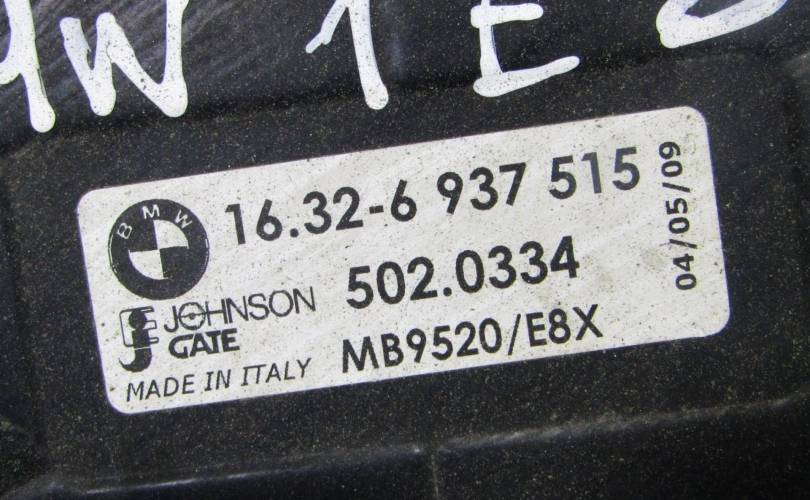 1 E
BMW
16.32-6 937 515
04/05/09
502.0334
JOHNSON
GATE
MB9520/E8X
MADE IN ITALY